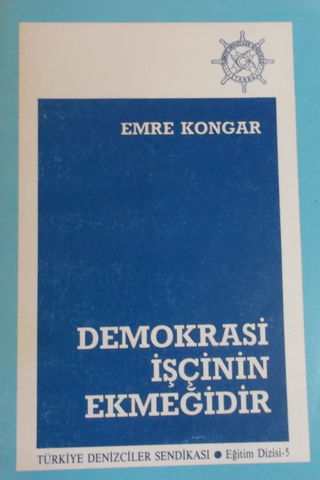 EMRE KONGAR
DEMOKRASİ
İŞÇİNİN
EKMEĞİDİR
TÜRKİYE DENİZCİLER SENDİKASI ● Eğitim Dizisi-5